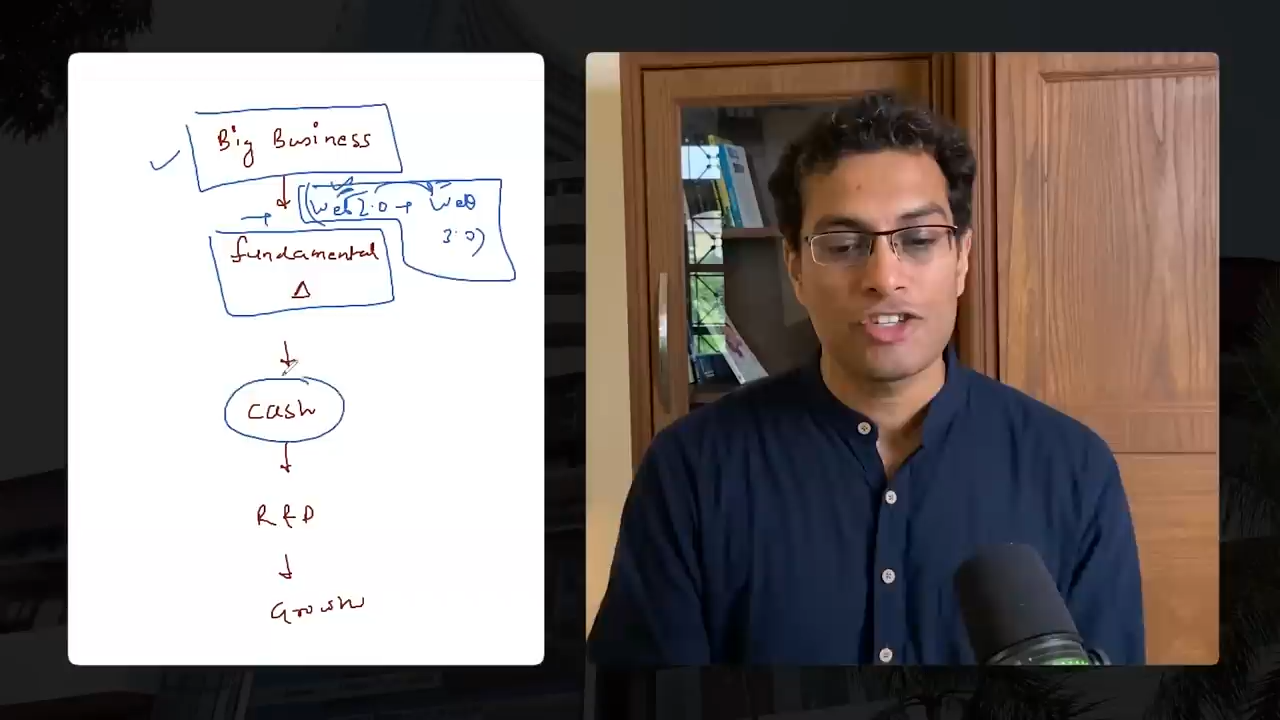 Big Business
(Web 2.0 → Web
3.0)
fundamental
Δ
cash
R&D
Growth